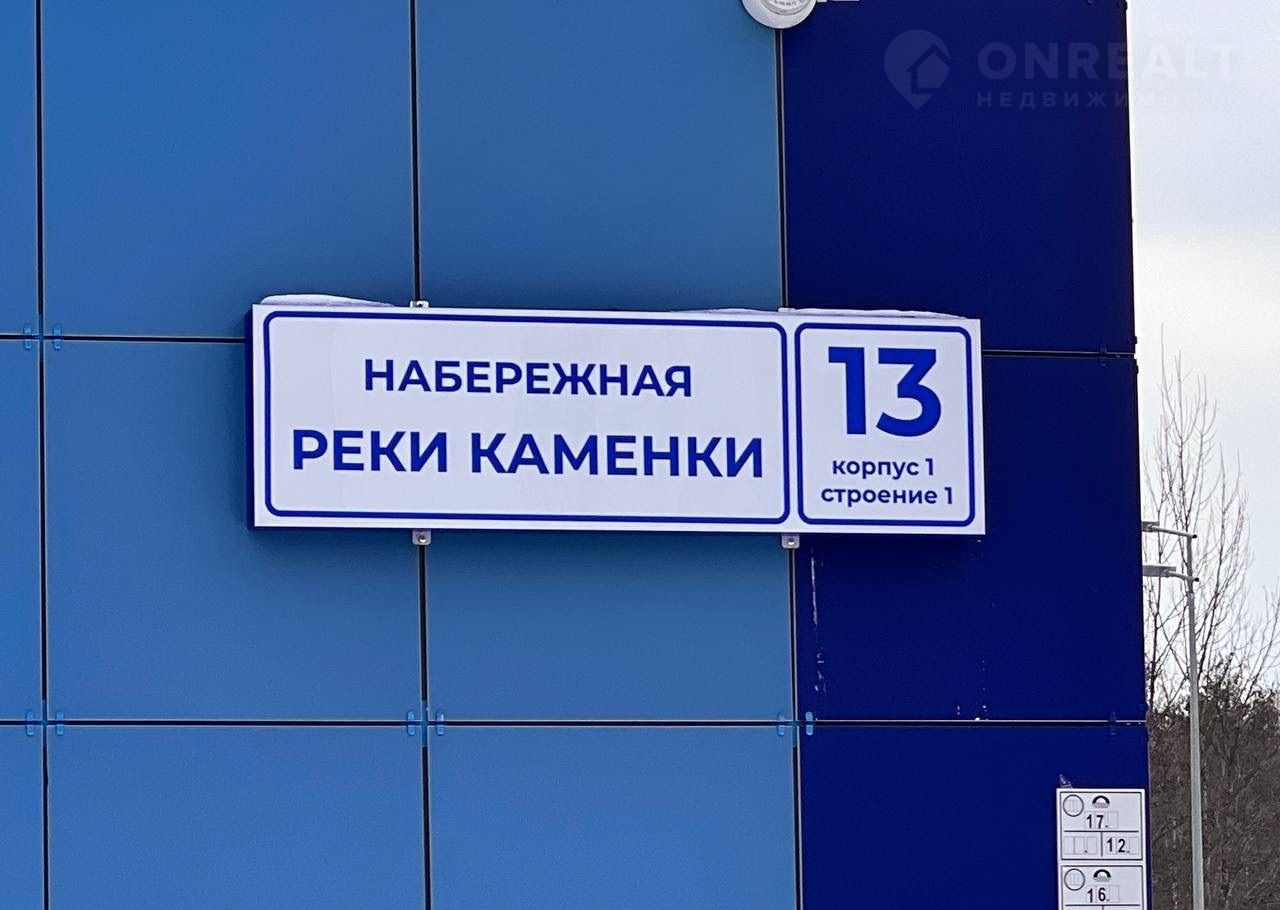 ONREALT
НЕДВИЖИМОСТЬ
НАБЕРЕЖНАЯ
РЕКИ КАМЕНКИ
13
корпус 1
строение 1
17
12
16